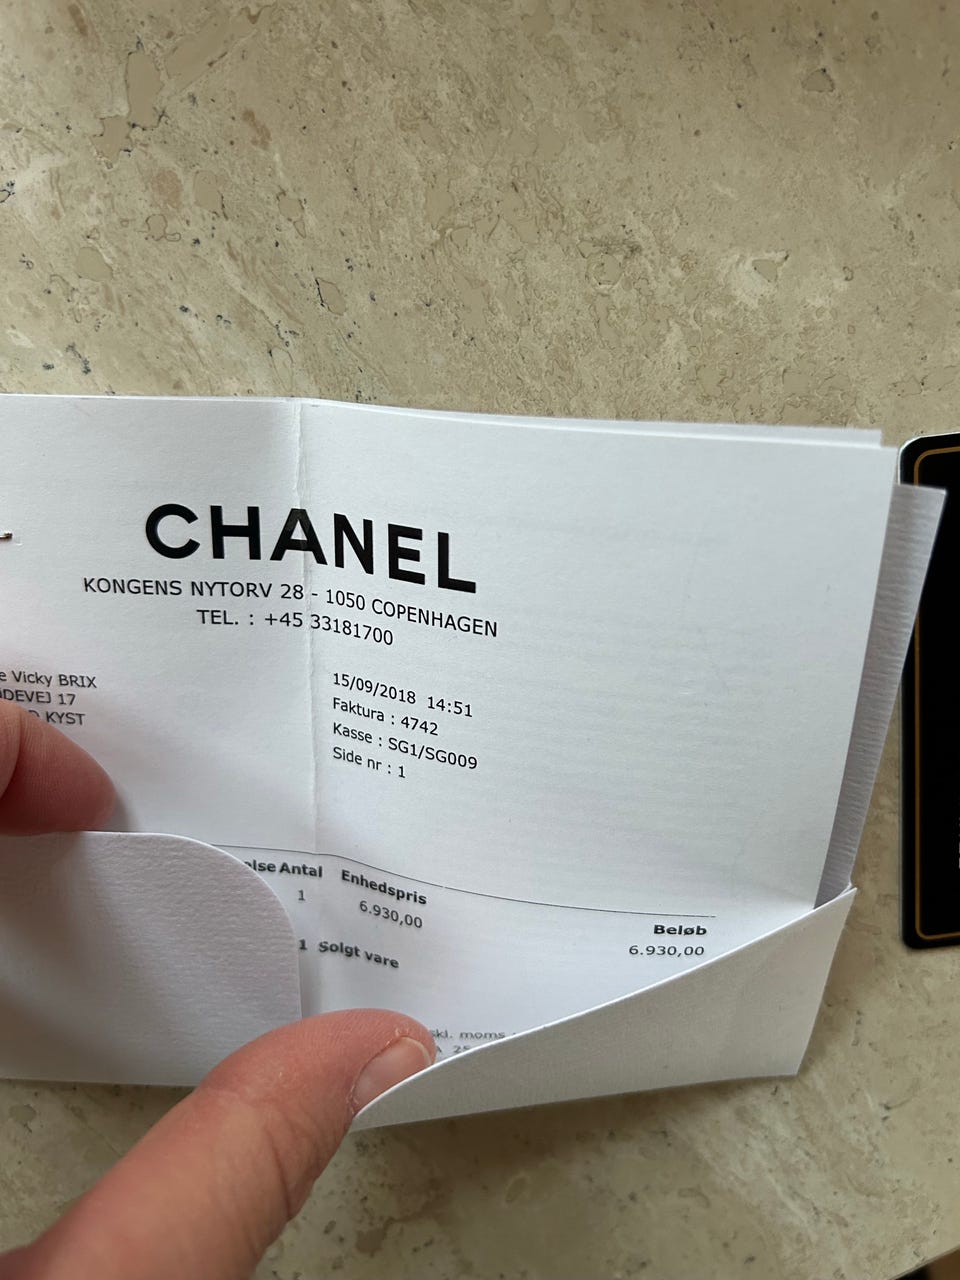 CHANEL
KONGENS NYTORV 28 - 1050 COPENHAGEN
TEL. : +45 33181700
Vicky BRIX
17
KYST
15/09/2018 14:51
Faktura : 4742
Kasse : SG1/SG009
Side nr : 1
Antal Enhedspris Beløb
1 6.930,00 6.930,00
1 Solgt vare
moms